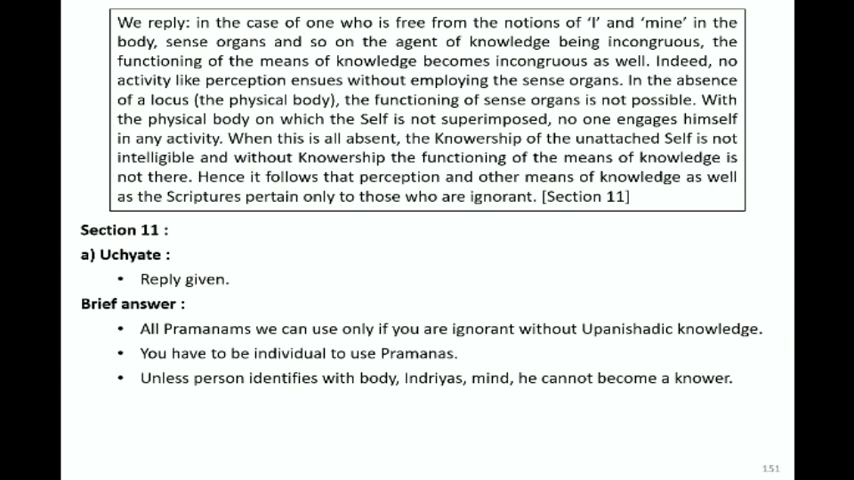 We reply: in the case of one who is free from the notions of ‘I’ and ‘mine’ in the
body, sense organs and so on the agent of knowledge being incongruous, the
functioning of the means of knowledge becomes incongruous as well. Indeed, no
activity like perception ensues without employing the sense organs. In the absence
of a locus (the physical body), the functioning of sense organs is not possible. With
the physical body on which the Self is not superimposed, no one engages himself
in any activity. When this is all absent, the Knowership of the unattached Self is not
intelligible and without Knowership the functioning of the means of knowledge is
not there. Hence it follows that perception and other means of knowledge as well
as the Scriptures pertain only to those who are ignorant. [Section 11]
Section 11 :
a) Uchyate :
• Reply given.
Brief answer :
• All Pramanams we can use only if you are ignorant without Upanishadic knowledge.
• You have to be individual to use Pramanas.
• Unless person identifies with body, Indriyas, mind, he cannot become a knower.
151